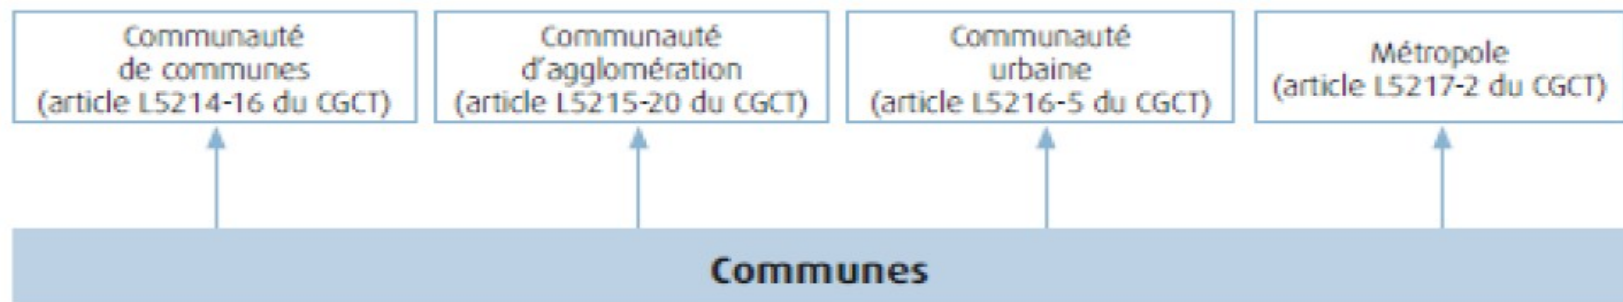 Communauté
de communes
(article L5214-16 du CGCT)
Communauté
d'agglomération
(article L5215-20 du CGCT)
Communauté
urbaine
(article L5216-5 du CGCT)
Métropole
(article L5217-2 du CGCT)
Communes